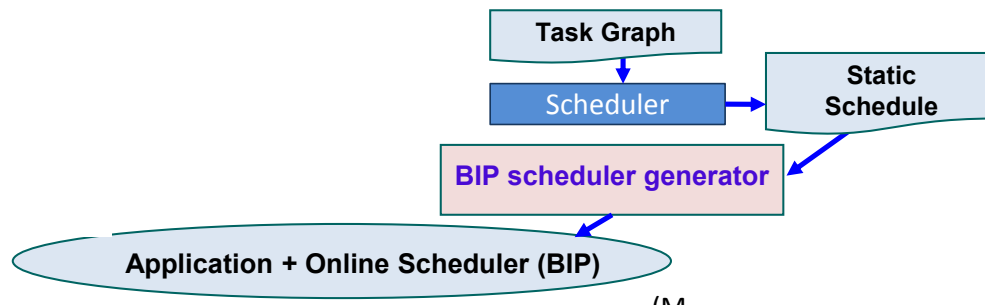 Task Graph
Scheduler
Static
Schedule
BIP scheduler generator
Application + Online Scheduler (BIP)